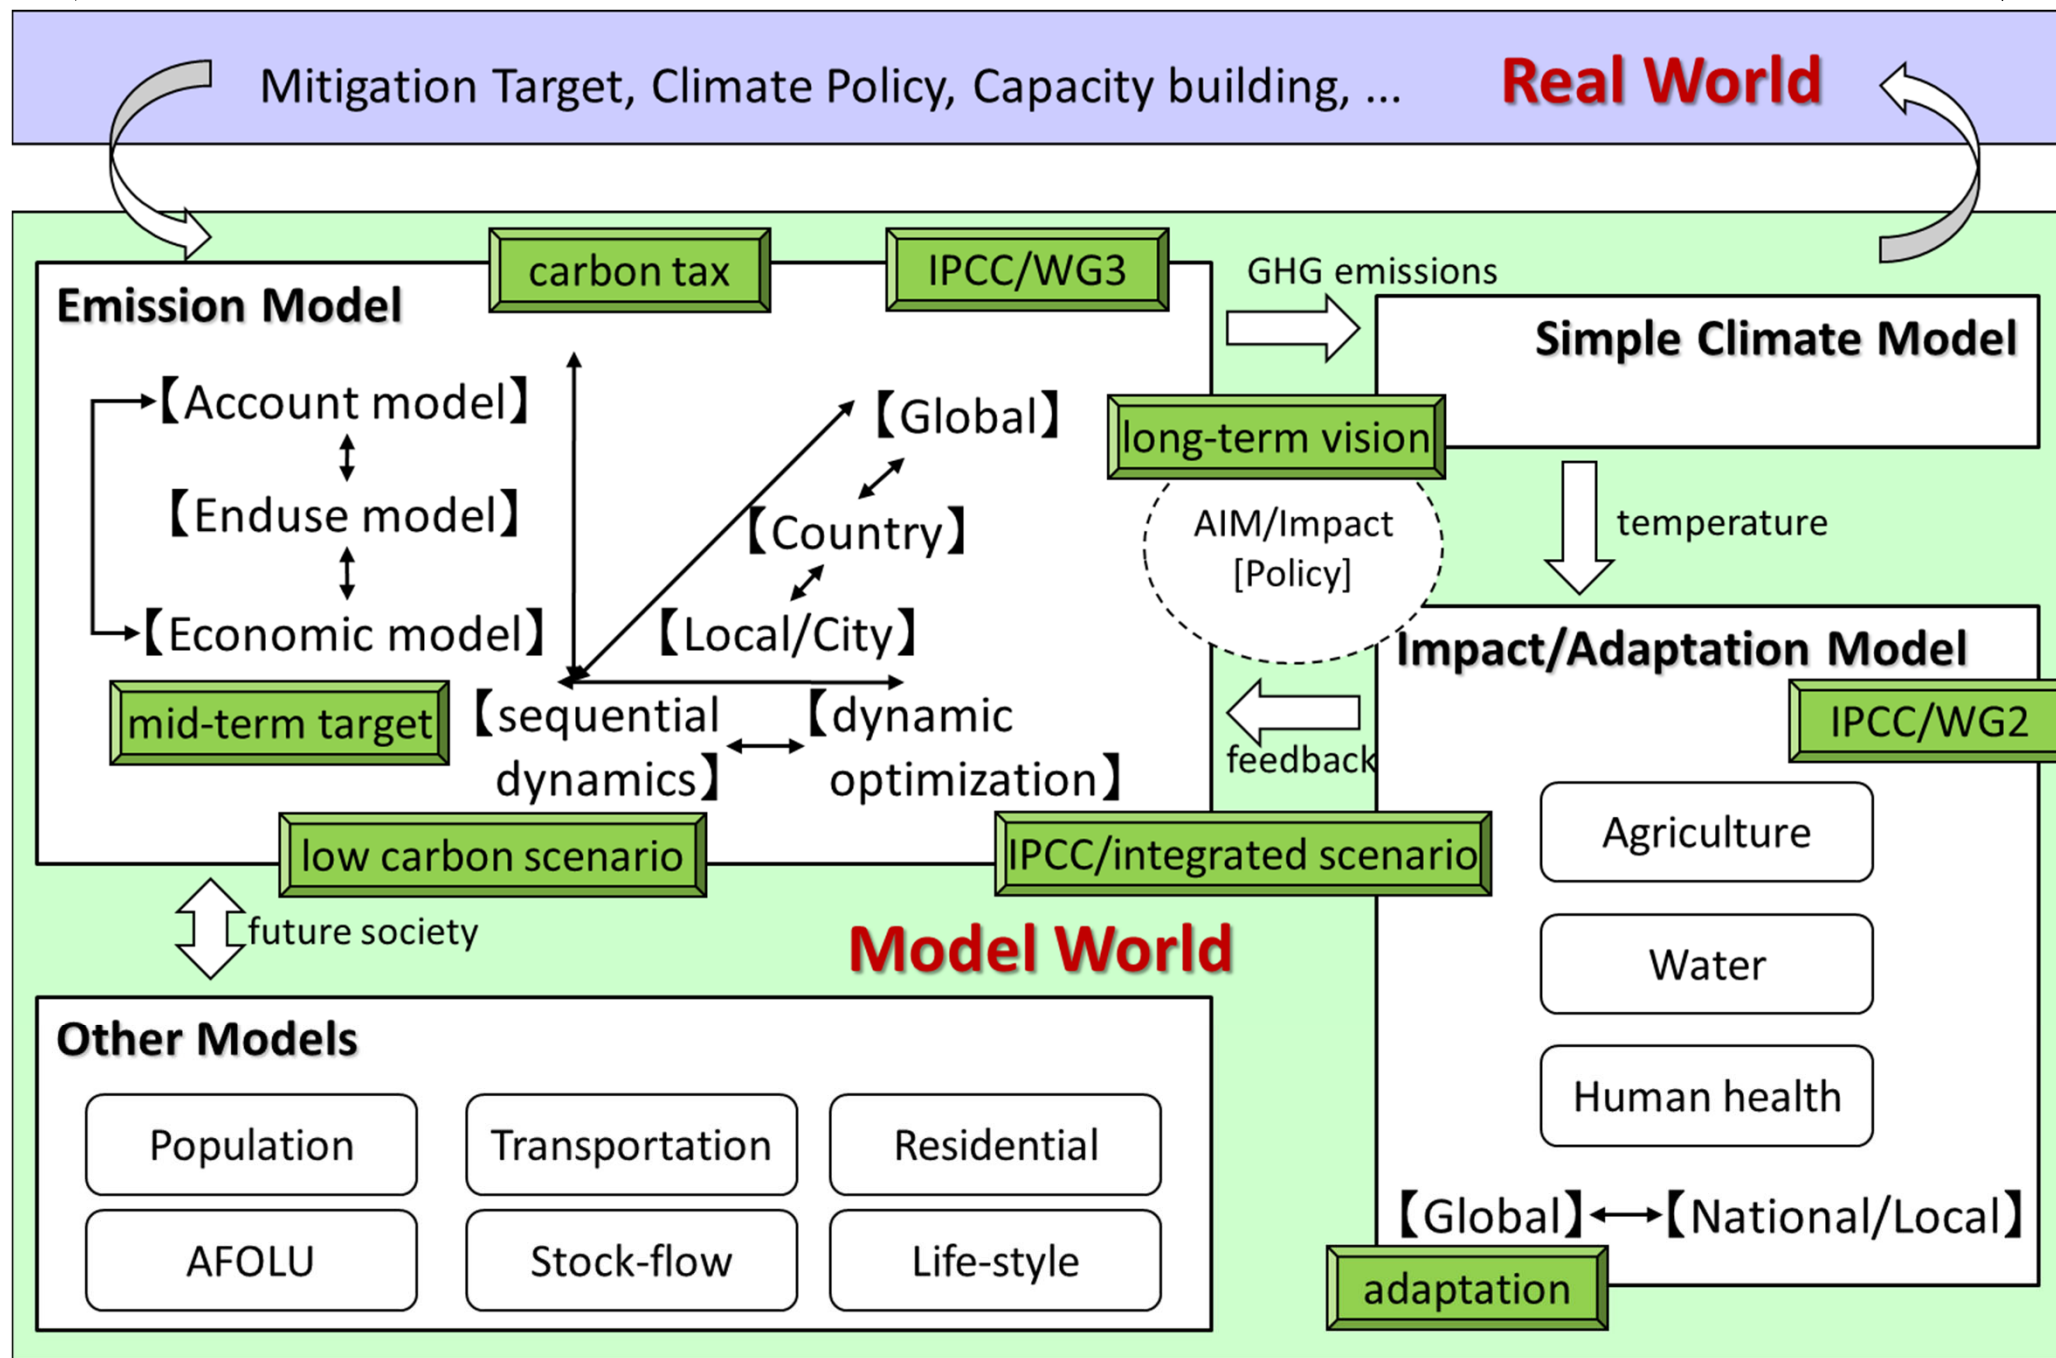 Mitigation Target, Climate Policy, Capacity building, ...
Real World
carbon tax
IPCC/WG3
Emission Model
【Account model】
【Enduse model】
【Economic model】
【Global】
【Country】
【Local/City】
mid-term target
【sequential
dynamics】
【dynamic
optimization】
low carbon scenario
IPCC/integrated scenario
GHG emissions
Simple Climate Model
long-term vision
AIM/Impact
[Policy]
temperature
Impact/Adaptation Model
feedback
IPCC/WG2
Agriculture
Water
Human health
【Global】
【National/Local】
adaptation
future society
Model World
Other Models
Population
Transportation
Residential
AFOLU
Stock-flow
Life-style